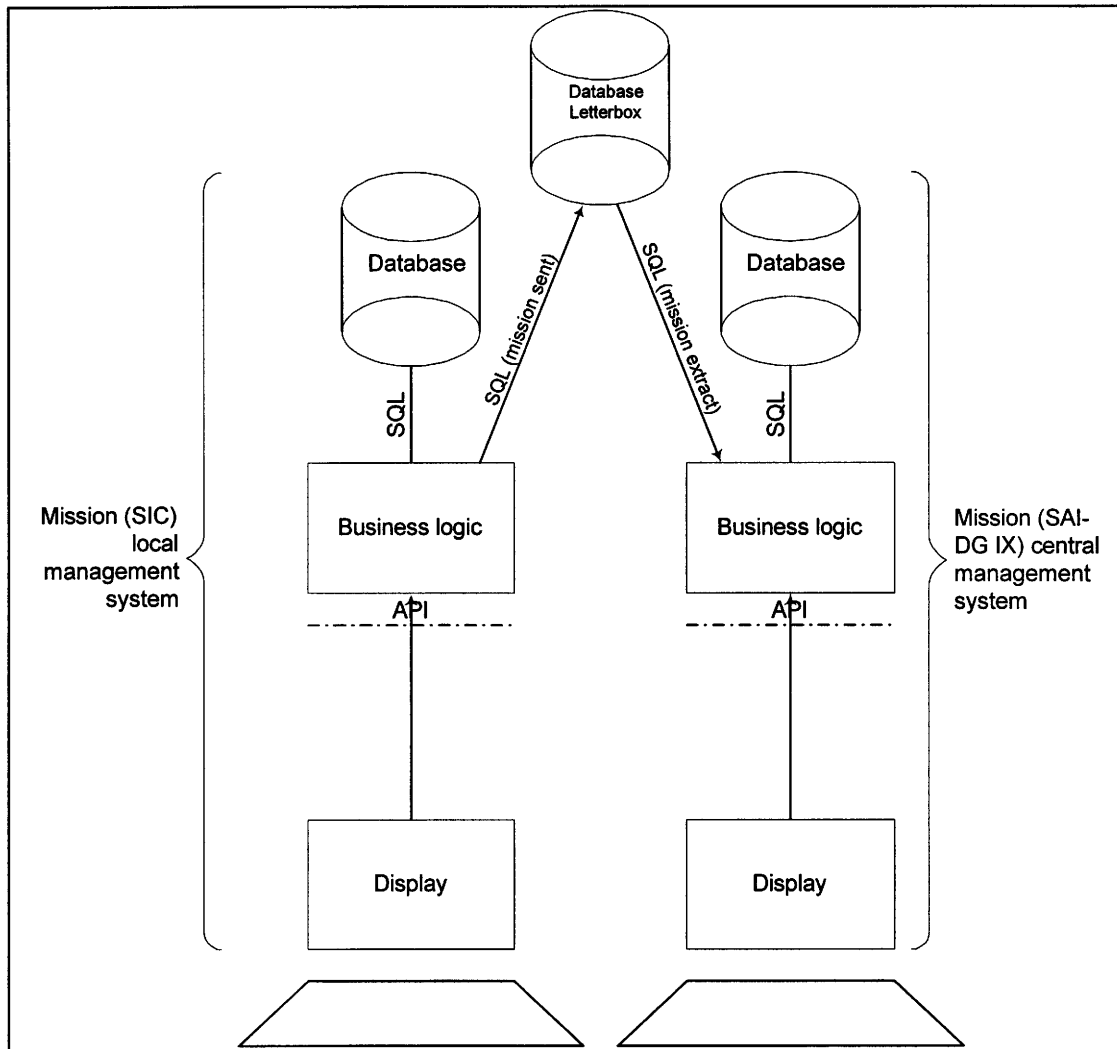 Database
Letterbox
Database
Database
SQL (mission sent)
SQL (mission extract)
SQL
SQL
Mission (SIC)
local
management
system
Business logic
Business logic
Mission (SAI-
DG IX) central
management
system
API
API
Display
Display